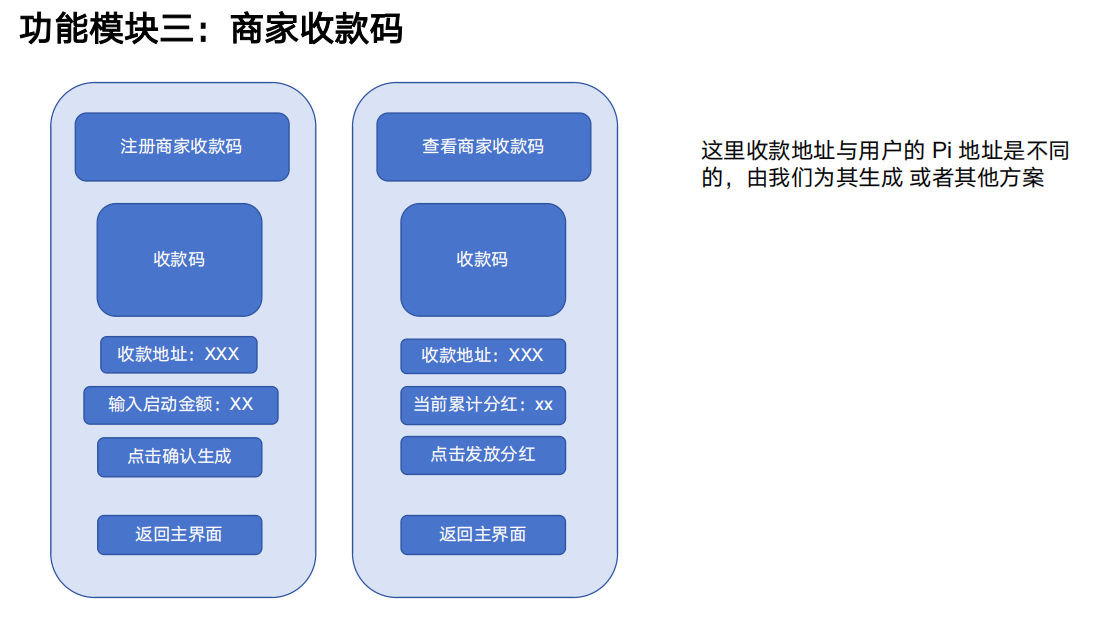 功能模块三：商家收款码
注册商家收款码
收款码
收款地址：XXX
输入启动金额：XX
点击确认生成
返回主界面
查看商家收款码
收款码
收款地址：XXX
当前累计分红：xx
点击发放分红
返回主界面
这里收款地址与用户的 Pi 地址是不同
的，由我们为其生成 或者其他方案